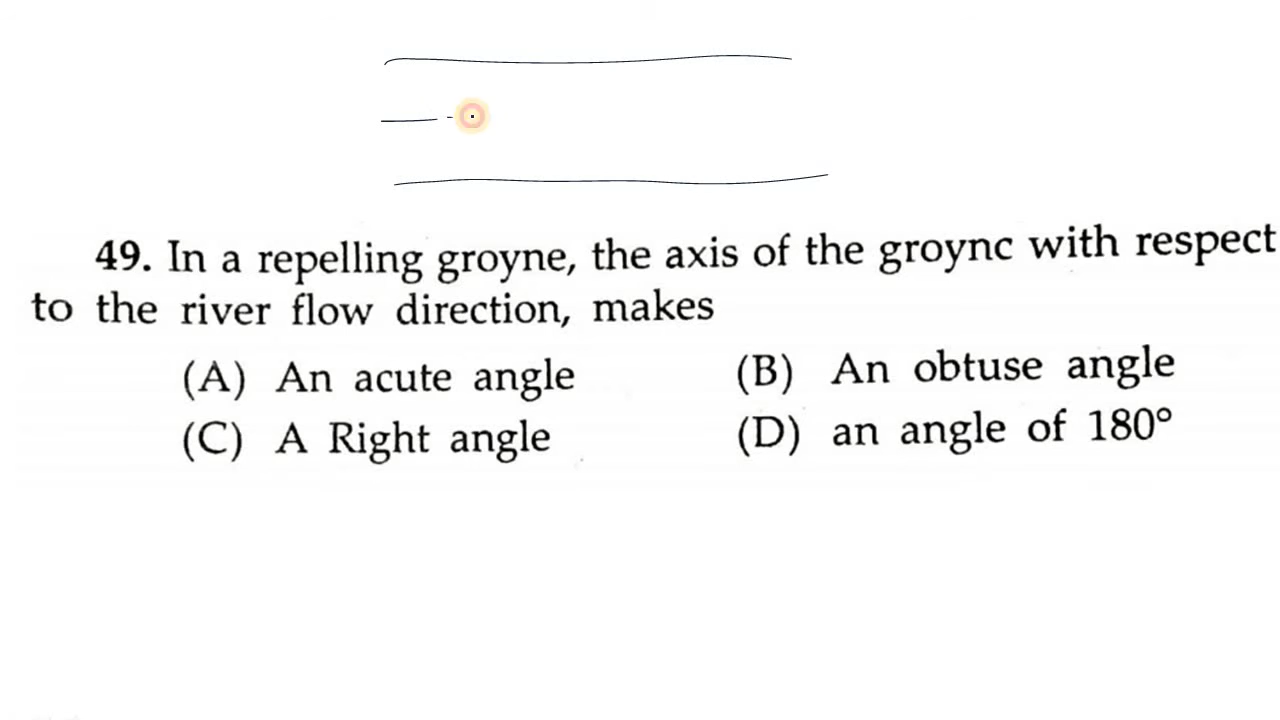 49. In a repelling groyne, the axis of the groync with respect
to the river flow direction, makes
(A) An acute angle (B) An obtuse angle
(C) A Right angle (D) an angle of 180°